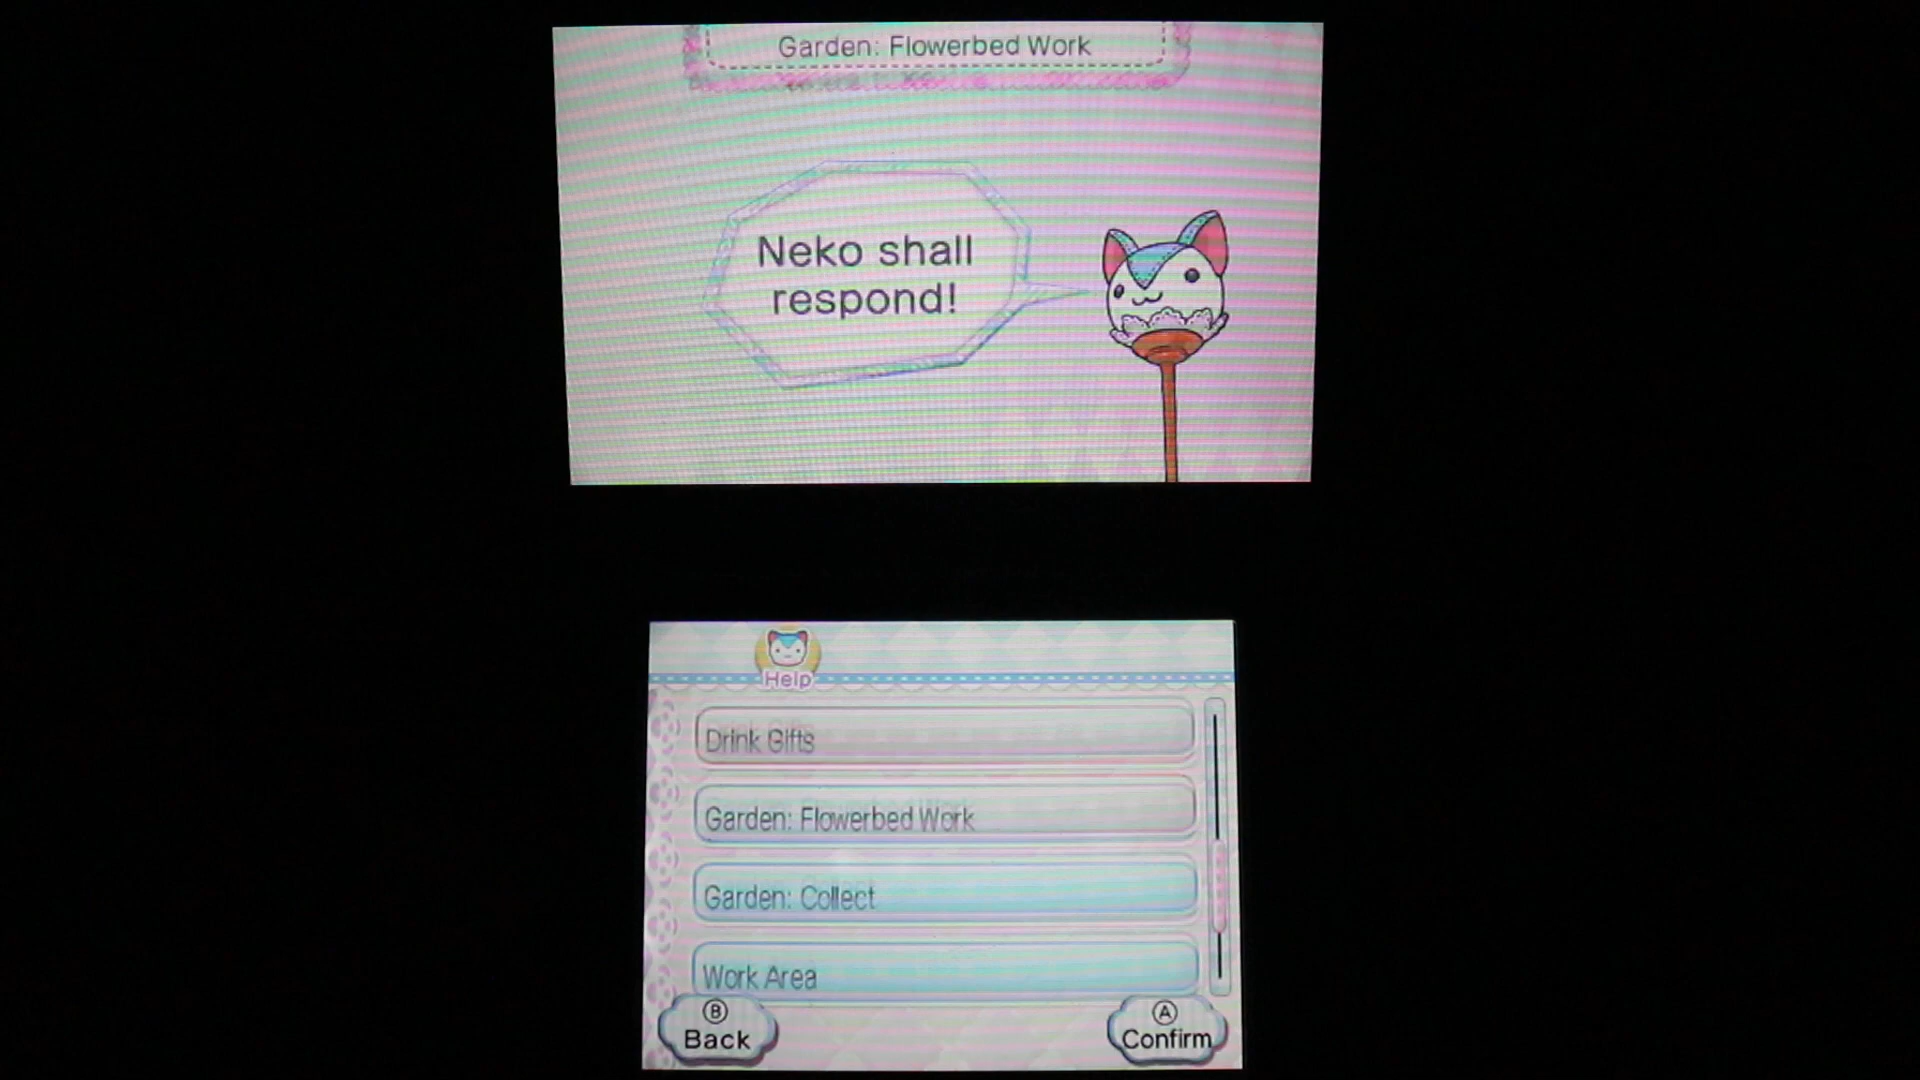 Garden: Flowerbed Work
Neko shall
respond!
Help
Drink Gifts
Garden: Flowerbed Work
Garden: Collect
Work Area
B
Back
A
Confirm